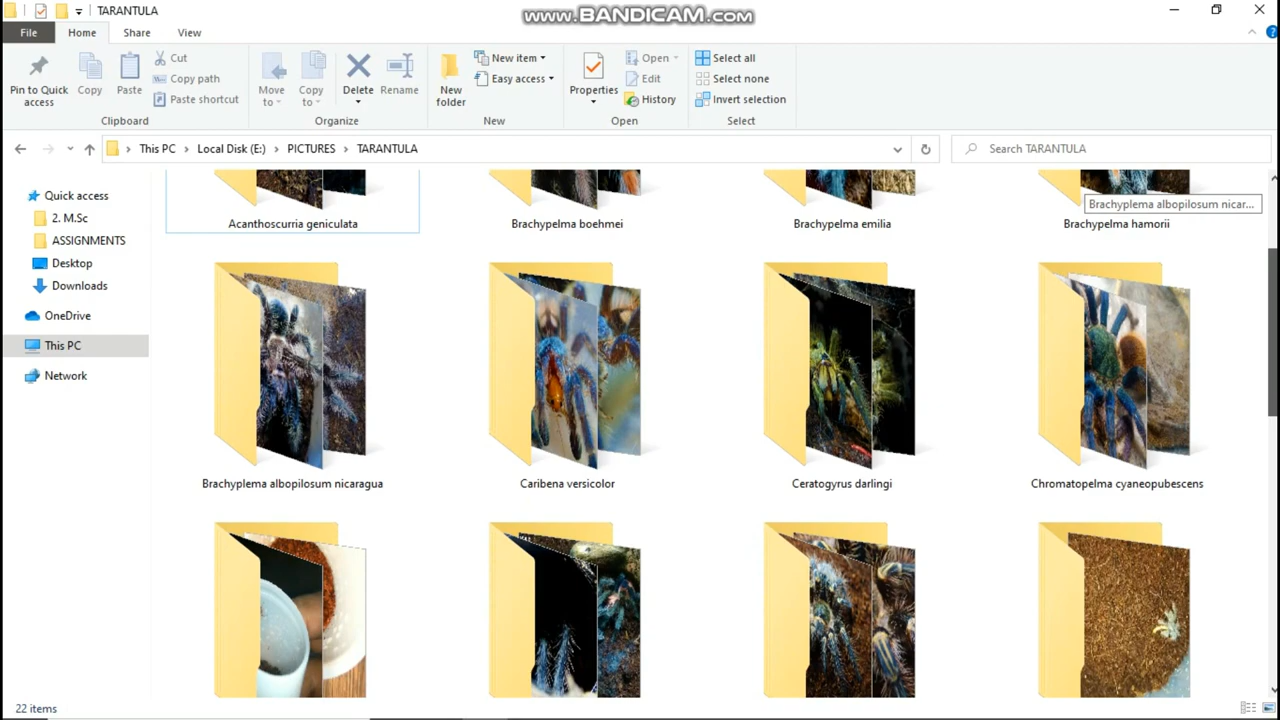 TARANTULA
www.BANDICAM.com
File Home Share View
Pin to Quick access
Copy
Paste
Cut
Copy path
Paste shortcut
Clipboard
Move to
Copy to
Delete
Rename
Organize
New folder
New item
Easy access
New
Properties
Open
Edit
History
Open
Select all
Select none
Invert selection
Select
This PC > Local Disk (E:) > PICTURES > TARANTULA
Search TARANTULA
Quick access
2. M.Sc
ASSIGNMENTS
Desktop
Downloads
OneDrive
This PC
Network
Acanthoscurria geniculata
Brachypelma boehmei
Brachypelma emilia
Brachypelma hamorii
Brachyplema albopilosum nicar...
Brachyplema albopilosum nicaragua
Caribena versicolor
Ceratogyrus darlingi
Chromatopelma cyaneopubescens
22 items